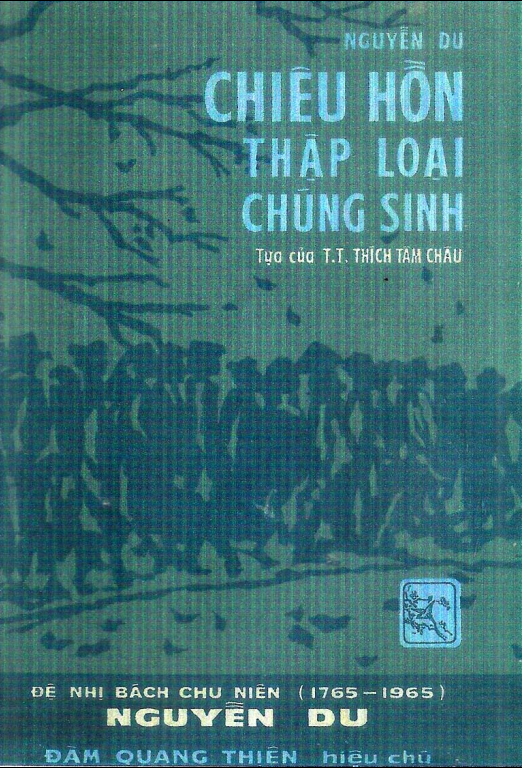 NGUYỄN DU
CHIÊU HỒN
THẬP LOẠI
CHÚNG SINH
Tựa của T.T. THÍCH TÂM CHÂU
ĐỆ NHỊ BÁCH CHU NIÊN (1765-1965)
NGUYỄN DU
ĐÀM QUANG THIỆN hiệu chú